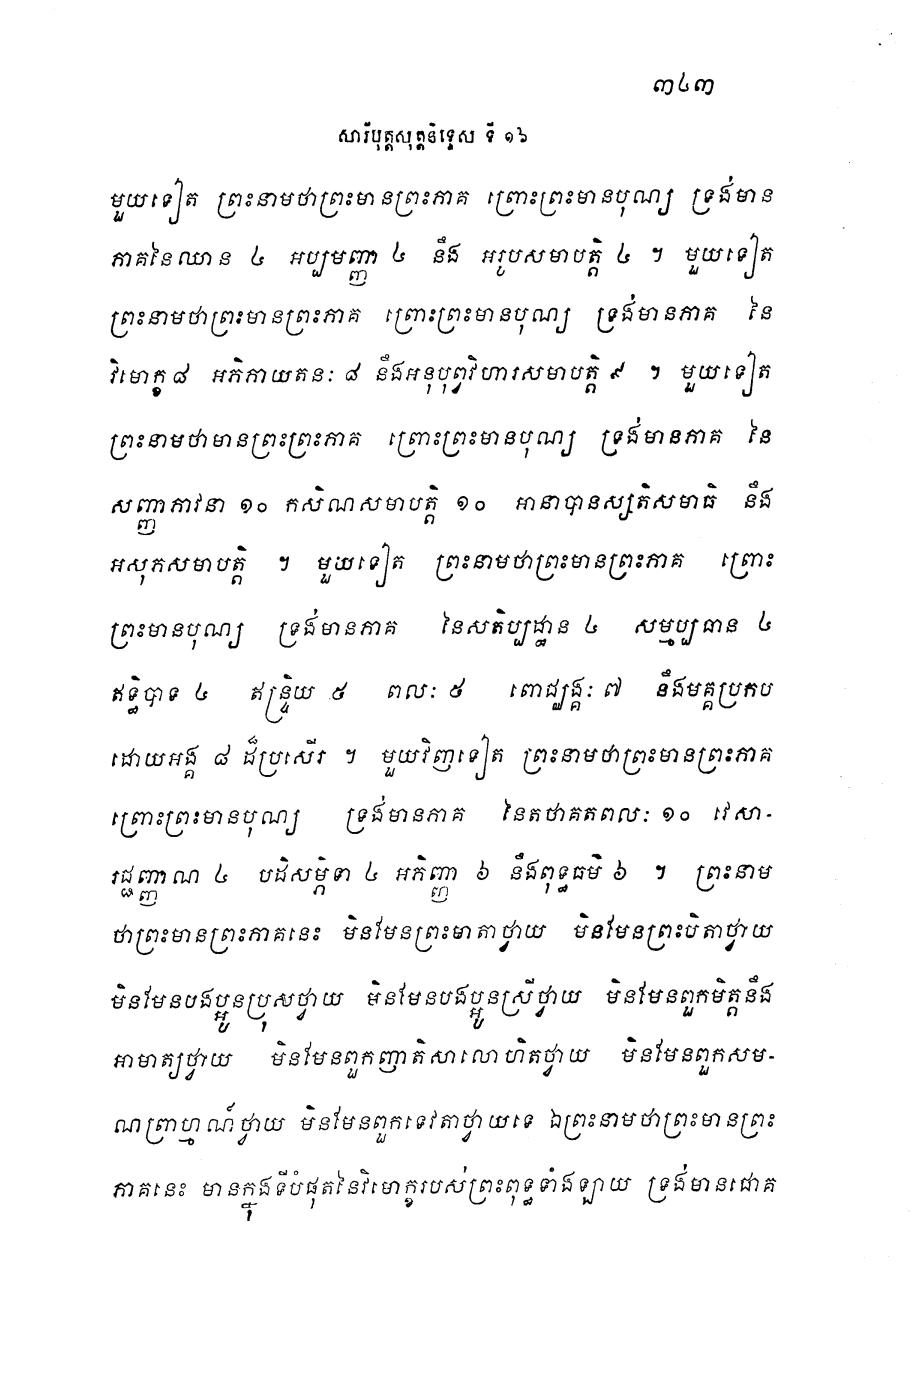 ៣៤៣
សារីបុត្តសុត្តនិទ្ទេស ទី ១៦
មួយទៀត ព្រះនាមថាព្រះមានព្រះភាគ ព្រោះព្រះមានបុណ្យ ទ្រង់មាន
ភាគនៃឈាន ៤ អប្បមញ្ញា ៤ នឹង អរូបសមាបត្តិ ៤ ។ មួយទៀត
ព្រះនាមថាព្រះមានព្រះភាគ ព្រោះព្រះមានបុណ្យ ទ្រង់មានភាគ នៃ
វិមោក្ខ ៨ អភិភាយតនៈ ៨ នឹងអនុបុព្វវិហារសមាបត្តិ ៩ ។ មួយទៀត
ព្រះនាមថាមានព្រះព្រះភាគ ព្រោះព្រះមានបុណ្យ ទ្រង់មានភាគ នៃ
សញ្ញាភាវនា ១០ កសិណសមាបត្តិ ១០ អានាបានស្សតិសមាធិ នឹង
អសុភសមាបត្តិ ។ មួយទៀត ព្រះនាមថាព្រះមានព្រះភាគ ព្រោះ
ព្រះមានបុណ្យ ទ្រង់មានភាគ នៃសតិប្បដ្ឋាន ៤ សម្មប្បធាន ៤
ឥទ្ធិបាទ ៤ ឥន្ទ្រិយ ៥ ពលៈ ៥ ពោជ្ឈង្គៈ ៧ នឹងមគ្គប្រកប
ដោយអង្គ ៨ ដ៏ប្រសើរ ។ មួយវិញទៀត ព្រះនាមថាព្រះមានព្រះភាគ
ព្រោះព្រះមានបុណ្យ ទ្រង់មានភាគ នៃតថាគតពលៈ ១០ វេសា-
រជ្ជញ្ញាណ ៤ បដិសម្ភិទា ៤ អភិញ្ញា ៦ នឹងពុទ្ធធម៌ ៦ ។ ព្រះនាម
ថាព្រះមានព្រះភាគនេះ មិនមែនព្រះមាតាថ្វាយ មិនមែនព្រះបិតាថ្វាយ
មិនមែនបងប្អូនប្រុសថ្វាយ មិនមែនបងប្អូនស្រីថ្វាយ មិនមែនពួកមិត្តនឹង
អាមាត្យថ្វាយ មិនមែនពួកញាតិសាលោហិតថ្វាយ មិនមែនពួកសម-
ណព្រាហ្មណ៍ថ្វាយ មិនមែនពួកទេវតាថ្វាយទេ ឯព្រះនាមថាព្រះមានព្រះ
ភាគនេះ មានក្នុងទីបំផុតនៃវិមោក្ខរបស់ព្រះពុទ្ធទាំងឡាយ ទ្រង់មានជោគ